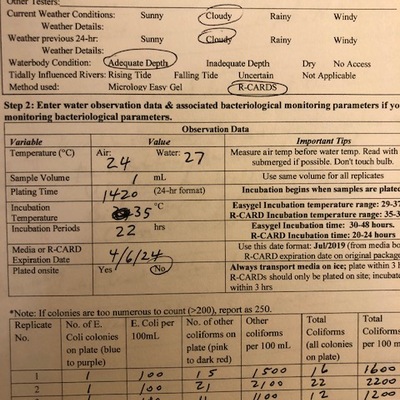 Other Testers:
Current Weather Conditions: Sunny Cloudy Rainy Windy
Weather Details:
Weather previous 24-hr: Sunny Cloudy Rainy Windy
Weather Details:
Waterbody Condition: Adequate Depth Inadequate Depth Dry No Access
Tidally Influenced Rivers: Rising Tide Falling Tide Uncertain Not Applicable
Method used: Micrology Easy Gel R-CARDS
Step 2: Enter water observation data & associated bacteriological monitoring parameters if you
monitoring bacteriological parameters.
Observation Data
Variable Value Important Tips
Temperature (°C) Air: 24 Water: 27 Measure air temp before water temp. Read with
submerged if possible. Don't touch bulb.
Sample Volume 1 mL Use same volume for all replicates
Plating Time 1420 (24-hr format) Incubation begins when samples are plated
Incubation Temperature 35 °C Easygel Incubation temperature range: 29-37
R-CARD Incubation temperature range: 35-3
Incubation Periods 22 hrs Easygel Incubation time: 30-48 hours.
R-CARD Incubation time: 20-24 hours
Media or R-CARD Expiration Date 4/6/24 Use this date format: Jul/2019 (from media bo
R-CARD expiration date on original package
Plated onsite Yes No Always transport media on ice; plate within 3 h
R-CARDs should only be plated on site; incubate
within 3 hrs
*Note: If colonies are too numerous to count (>200), report as 250.
Replicate No. No. of E. Coli colonies on plate (blue to purple) E. Coli per 100mL No. of other coliforms on plate (pink to dark red) Other coliforms per 100 mL Total Coliforms (all colonies on plate) Total Coliforms per 100 m
1 1 100 15 1500 16 1600
2 1 100 21 2100 22 2200
1 100 11 1100 12 1200